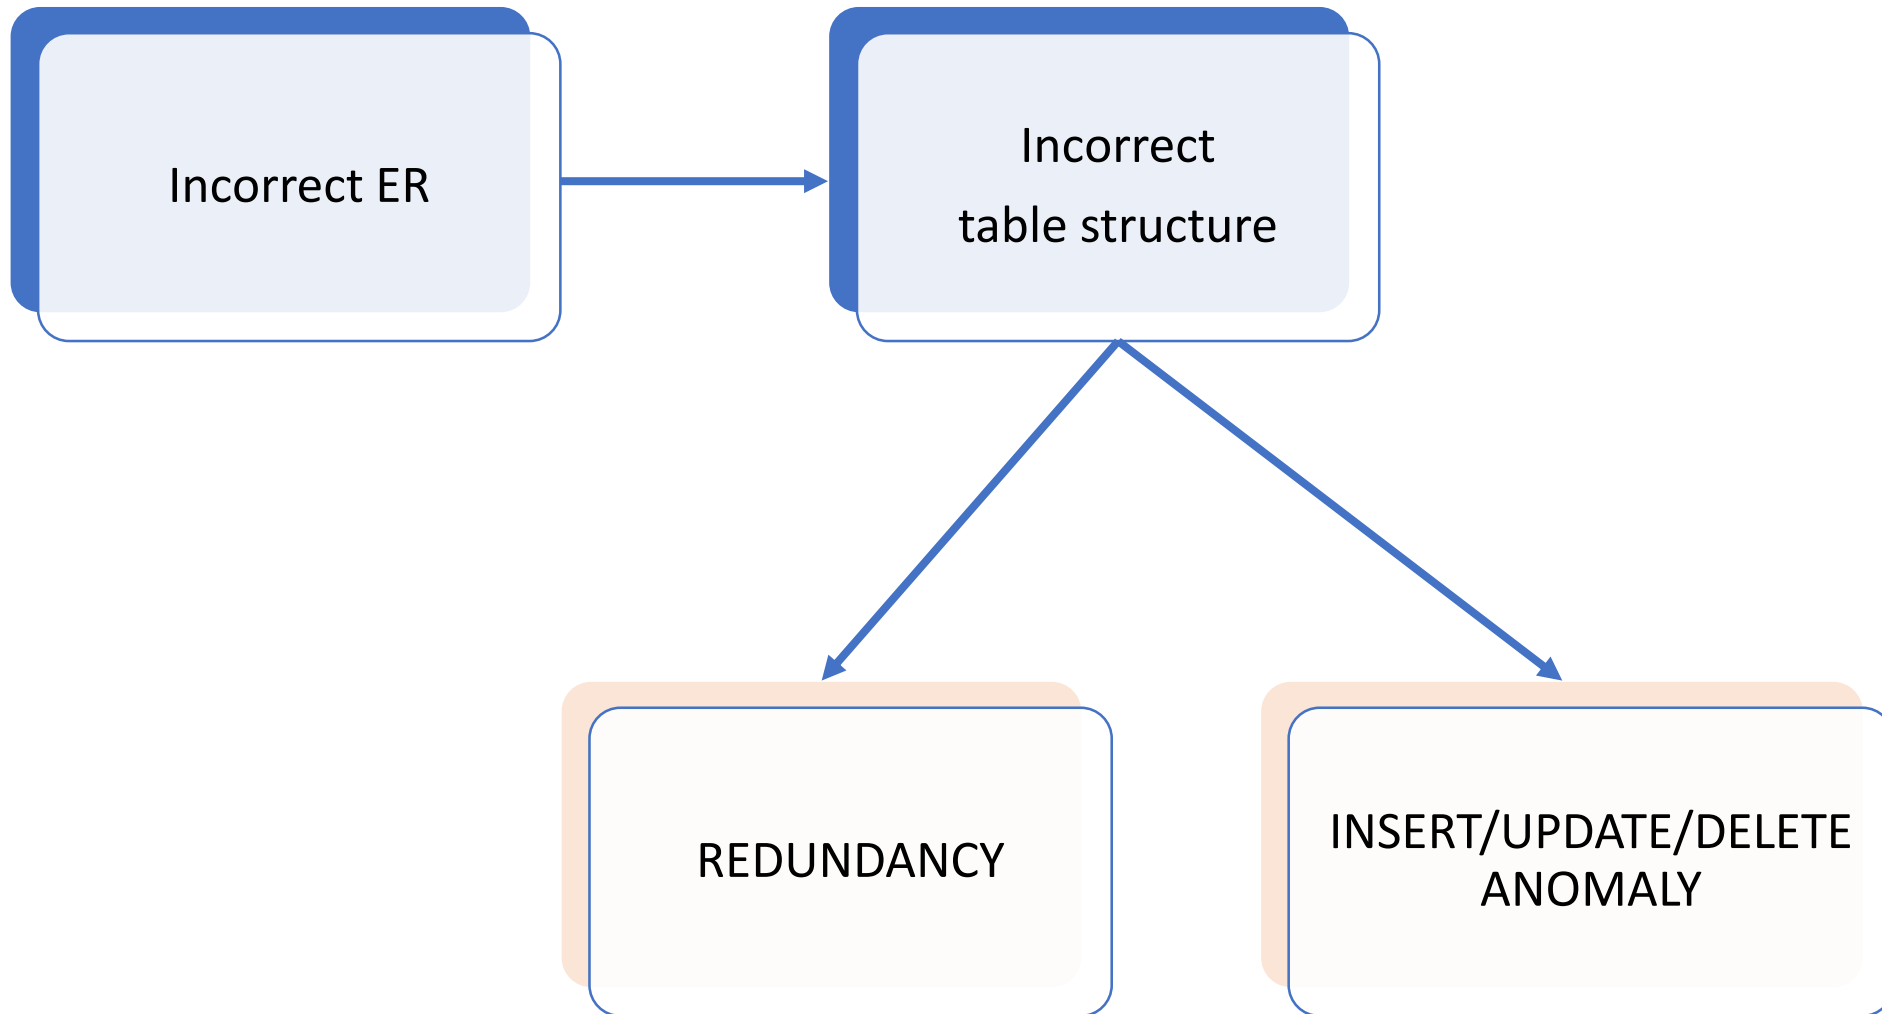 Incorrect ER
Incorrect
table structure
REDUNDANCY
INSERT/UPDATE/DELETE
ANOMALY